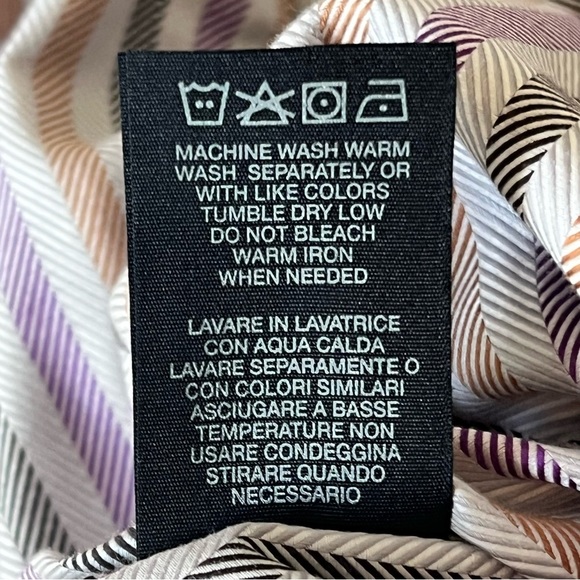 MACHINE WASH WARM
WASH SEPARATELY OR
WITH LIKE COLORS
TUMBLE DRY LOW
DO NOT BLEACH
WARM IRON
WHEN NEEDED
LAVARE IN LAVATRICE
CON AQUA CALDA
LAVARE SEPARAMENTE O
CON COLORI SIMILARI
ASCIUGARE A BASSE
TEMPERATURE NON
USARE CONDEGGINA
STIRARE QUANDO
NECESSARIO